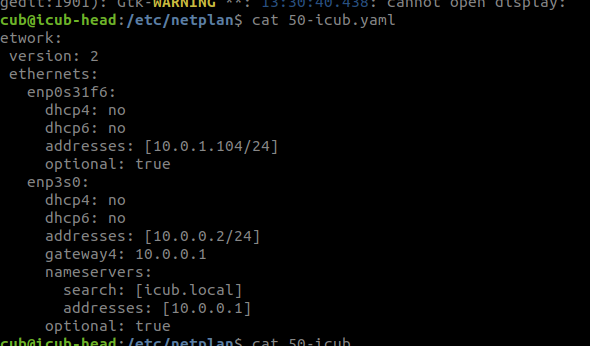 gedit:1901): Gtk-WARNING **: 13:30:40.438: cannot open display:
cub@icub-head:/etc/netplan$ cat 50-icub.yaml
etwork:
 version: 2
 ethernets:
   enp0s31f6:
     dhcp4: no
     dhcp6: no
     addresses: [10.0.1.104/24]
     optional: true
   enp3s0:
     dhcp4: no
     dhcp6: no
     addresses: [10.0.0.2/24]
     gateway4: 10.0.0.1
     nameservers:
       search: [icub.local]
       addresses: [10.0.0.1]
     optional: true
cub@icub-head:/etc/netplan$ cat 50-icub